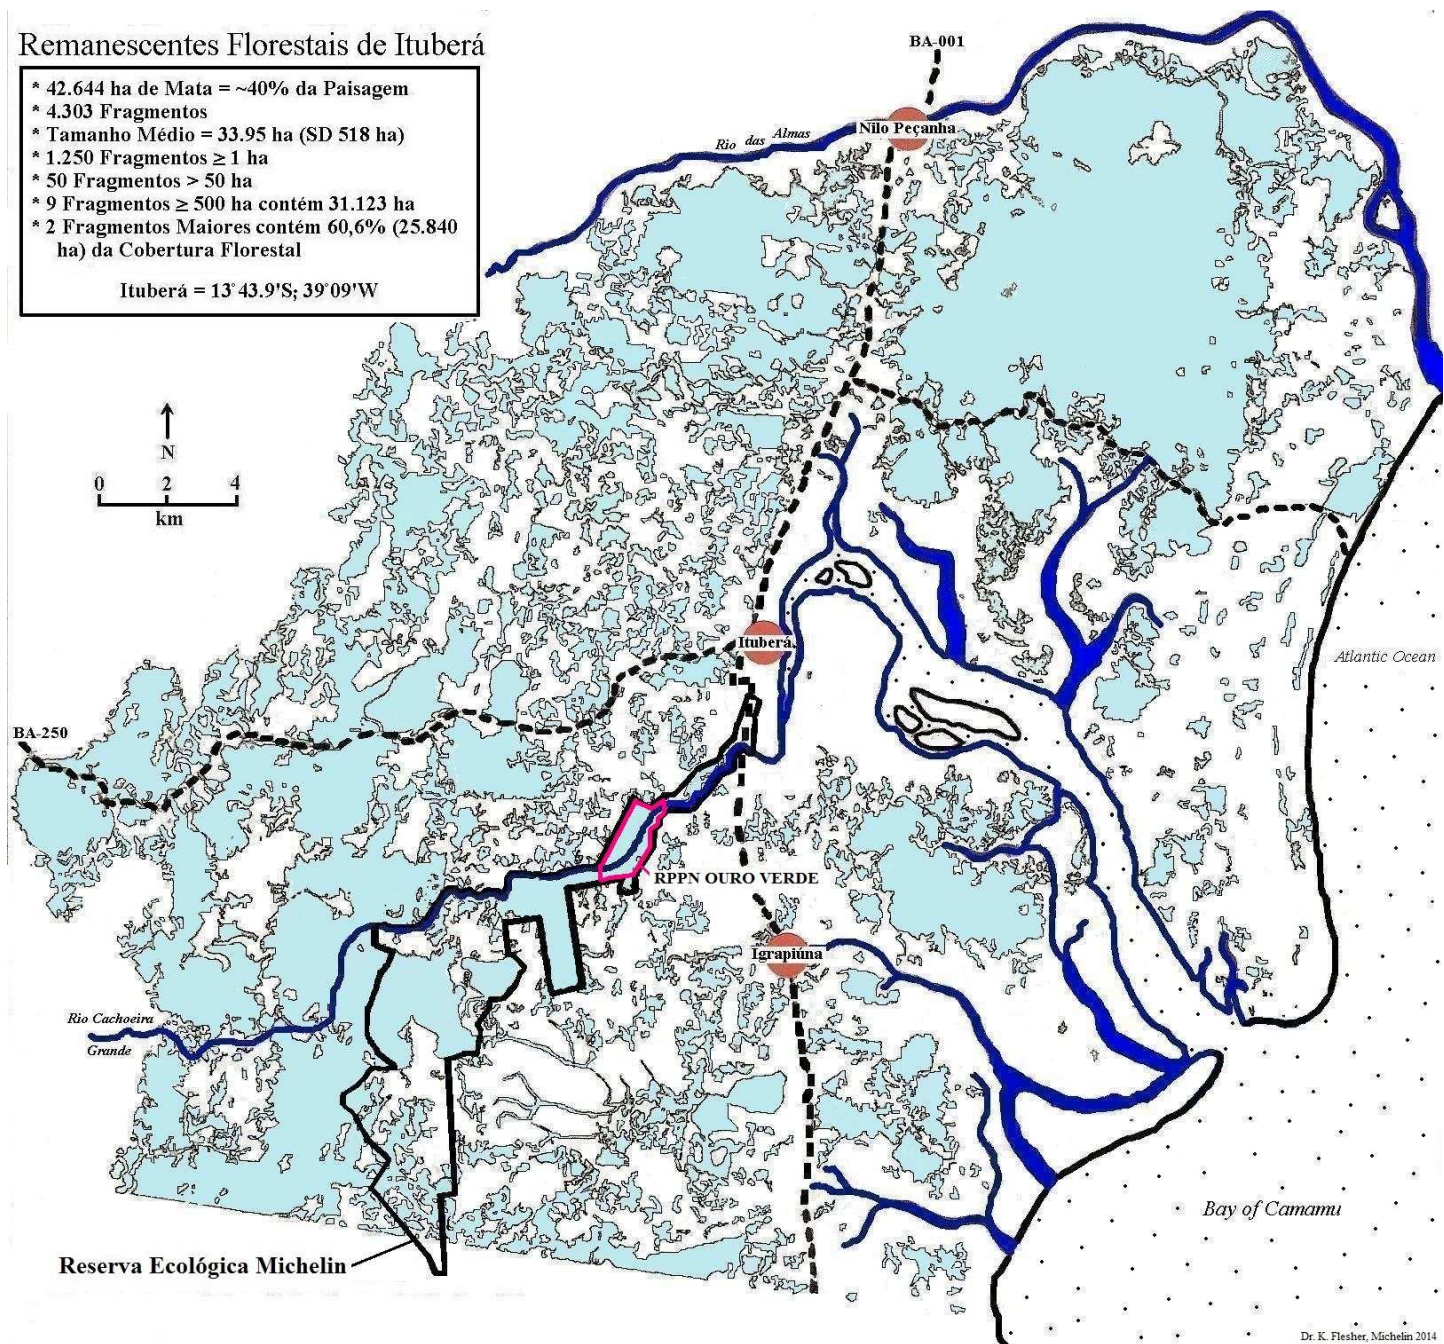 Remanescentes Florestais de Ituberá
* 42.644 ha de Mata = ~40% da Paisagem
* 4.303 Fragmentos
* Tamanho Médio = 33.95 ha (SD 518 ha)
* 1.250 Fragmentos ≥ 1 ha
* 50 Fragmentos > 50 ha
* 9 Fragmentos ≥ 500 ha contém 31.123 ha
* 2 Fragmentos Maiores contém 60,6% (25.840
ha) da Cobertura Florestal
Ituberá = 13°43.9'S; 39°09'W
BA-001
Nilo Peçanha
Rio das Almas
N
0 2 4
km
Ituberá
Atlantic Ocean
BA-250
RPPN OURO VERDE
Igrapiúna
Rio Cachoeira
Grande
Bay of Camamu
Reserva Ecológica Michelin
Dr. K. Flesher, Michelin 2014